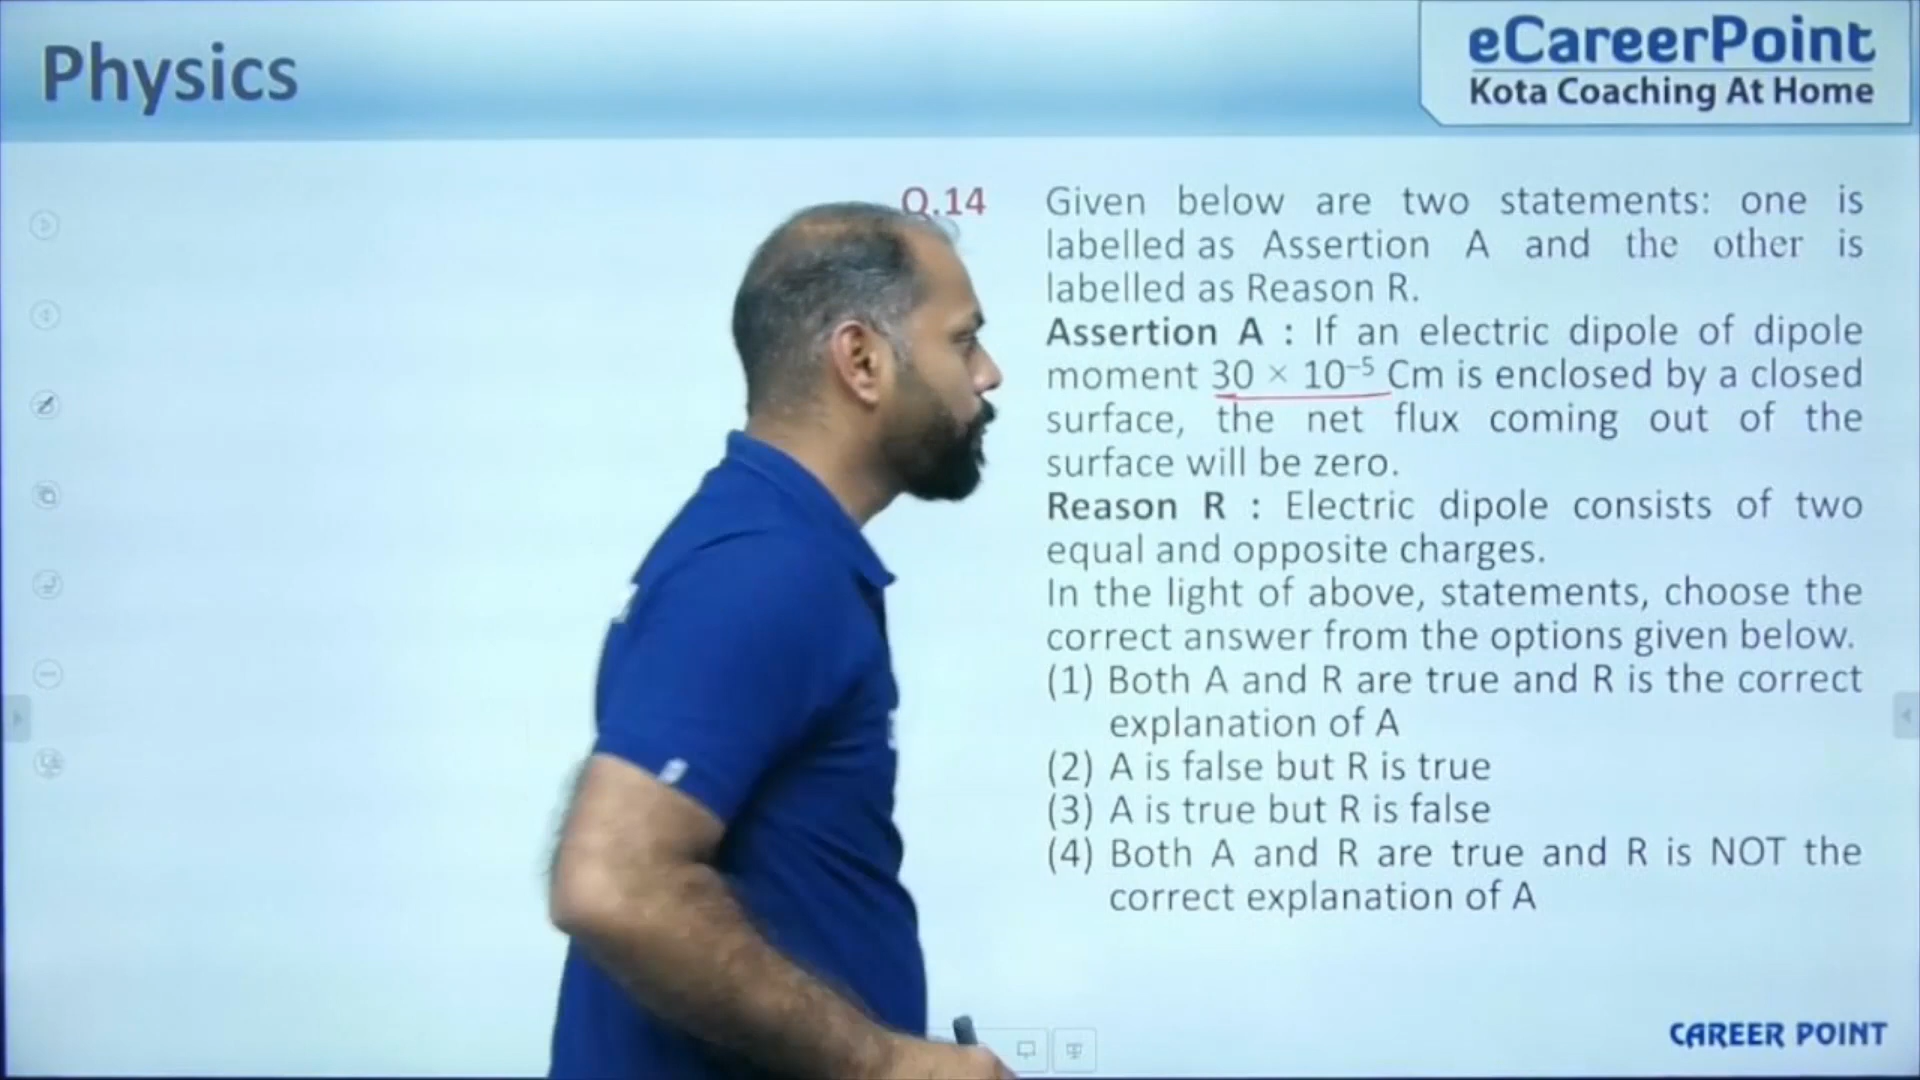 Physics
eCareerPoint
Kota Coaching At Home
Q.14
Given below are two statements: one is
labelled as Assertion A and the other is
labelled as Reason R.
Assertion A : If an electric dipole of dipole
moment 30 × 10⁻⁵ Cm is enclosed by a closed
surface, the net flux coming out of the
surface will be zero.
Reason R : Electric dipole consists of two
equal and opposite charges.
In the light of above, statements, choose the
correct answer from the options given below.
(1) Both A and R are true and R is the correct
explanation of A
(2) A is false but R is true
(3) A is true but R is false
(4) Both A and R are true and R is NOT the
correct explanation of A
CAREER POINT